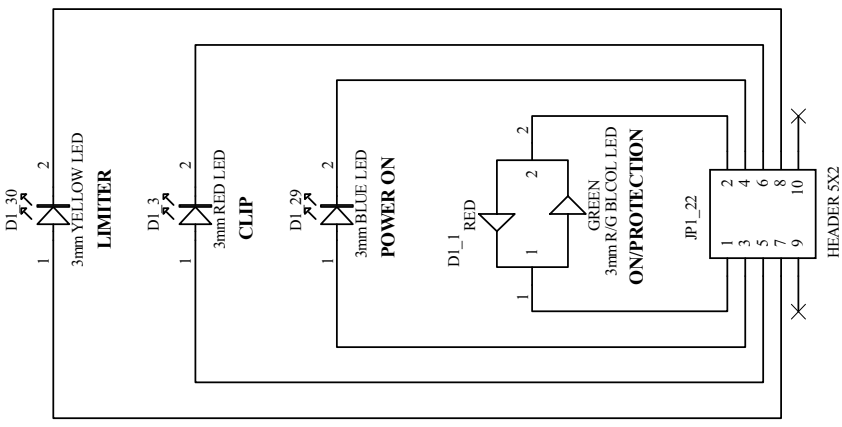 D1_30
1
2
3mm YELLOW LED
LIMITER
D1_3
1
2
3mm RED LED
CLIP
D1_29
1
2
3mm BLUE LED
POWER ON
D1_1
RED
1
2
1
2
GREEN
3mm R/G BLCOL LED
ON/PROTECTION
JP1_22
1 2
3 4
5 6
7 8
9 10
HEADER 5X2